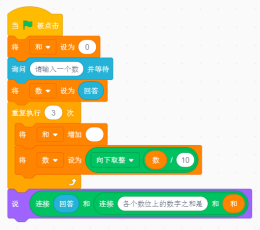 当 被点击
将 和 设为 0
询问 请输入一个数 并等待
将 数 设为 回答
重复执行 3 次
将 和 增加
将 数 设为 向下取整 数 / 10
说 连接 回答 和 连接 各个数位上的数字之和是 和 和